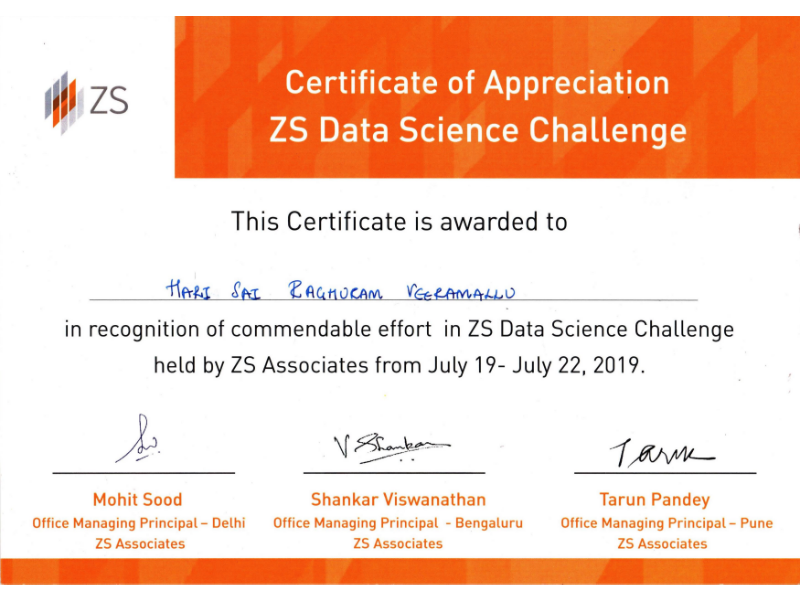 ZS
Certificate of Appreciation
ZS Data Science Challenge
This Certificate is awarded to
HARI SAI RAGHURAM VEERAMALLU
in recognition of commendable effort in ZS Data Science Challenge
held by ZS Associates from July 19- July 22, 2019.
V Shankar
Tarun
Mohit Sood
Shankar Viswanathan
Tarun Pandey
Office Managing Principal – Delhi
Office Managing Principal - Bengaluru
Office Managing Principal – Pune
ZS Associates
ZS Associates
ZS Associates